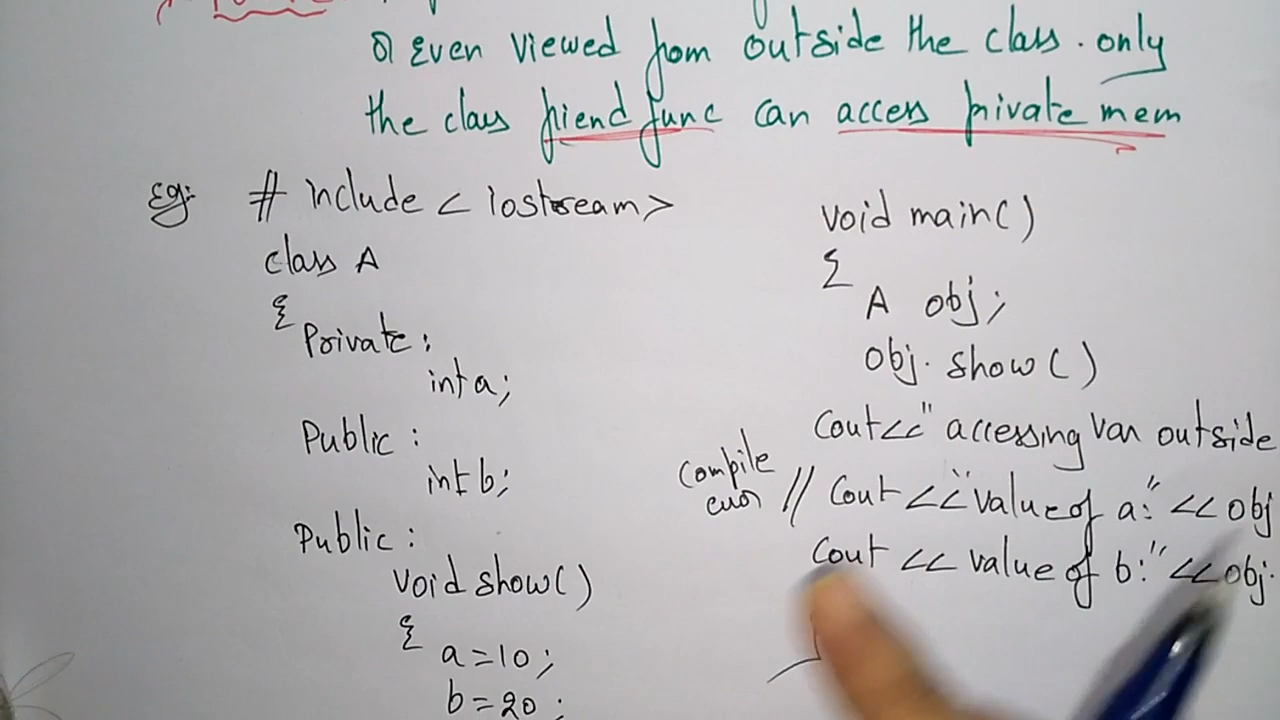 or even viewed from outside the class. only
the class friend func can access private mem
Eg:
# include < iostream>
class A
{
Private :
int a;
Public :
int b;
Public :
void show( )
{
a=10;
b=20;
void main( )
{
A obj;
obj. show( )
Cout<<" accessing var outside
compile
error
// Cout <<"value of a:" << obj
Cout << value of b:" << obj.